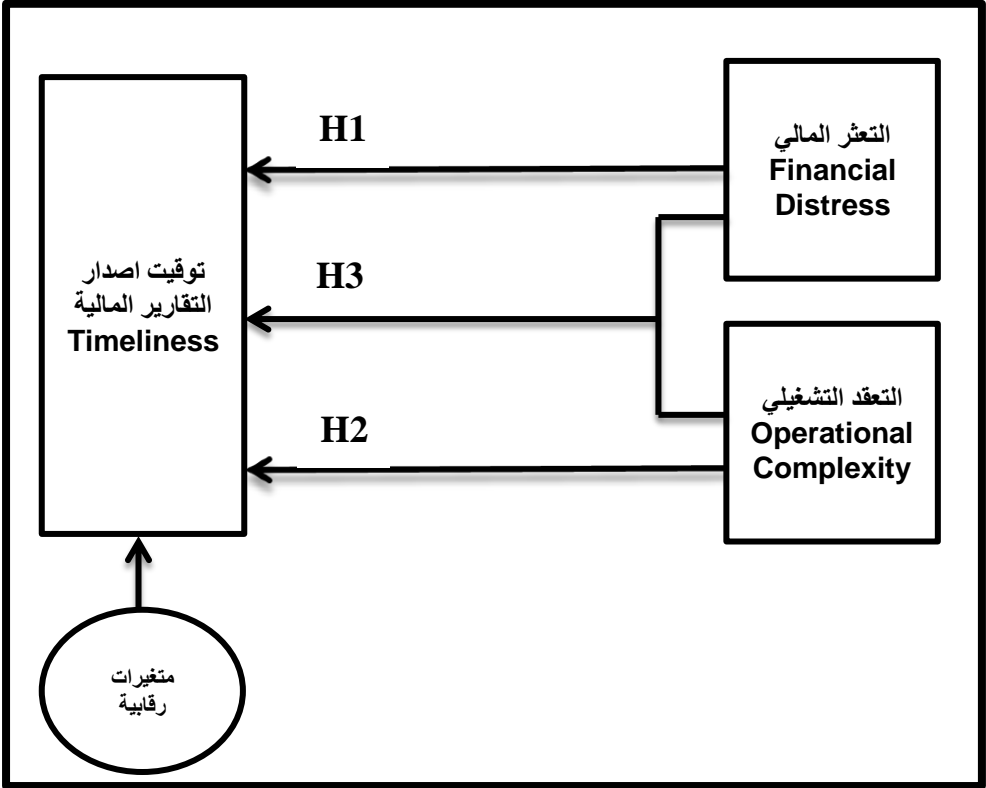 H1
التعثر المالي
Financial
Distress
توقيت اصدار
التقارير المالية
Timeliness
H3
H2
التعقد التشغيلي
Operational
Complexity
متغيرات
رقابية